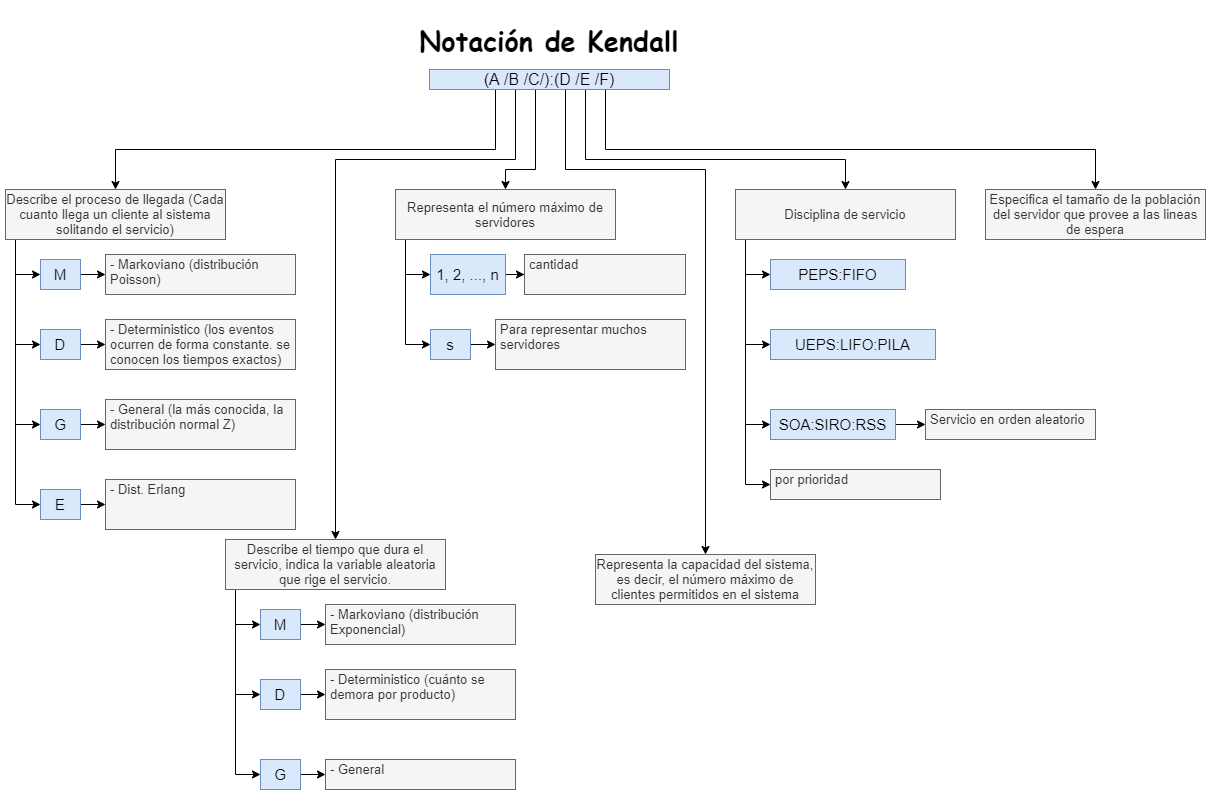 Notación de Kendall
(A /B /C/):(D /E /F)
Describe el proceso de llegada (Cada
cuanto llega un cliente al sistema
solitando el servicio)
M
- Markoviano (distribución
Poisson)
D
- Deterministico (los eventos
ocurren de forma constante. se
conocen los tiempos exactos)
G
- General (la más conocida, la
distribución normal Z)
E
- Dist. Erlang
Describe el tiempo que dura el
servicio, indica la variable aleatoria
que rige el servicio.
M
- Markoviano (distribución
Exponencial)
D
- Deterministico (cuánto se
demora por producto)
G
- General
Representa el número máximo de
servidores
1, 2, ..., n
cantidad
s
Para representar muchos
servidores
Representa la capacidad del sistema,
es decir, el número máximo de
clientes permitidos en el sistema
Disciplina de servicio
PEPS:FIFO
UEPS:LIFO:PILA
SOA:SIRO:RSS
Servicio en orden aleatorio
por prioridad
Especifica el tamaño de la población
del servidor que provee a las lineas
de espera